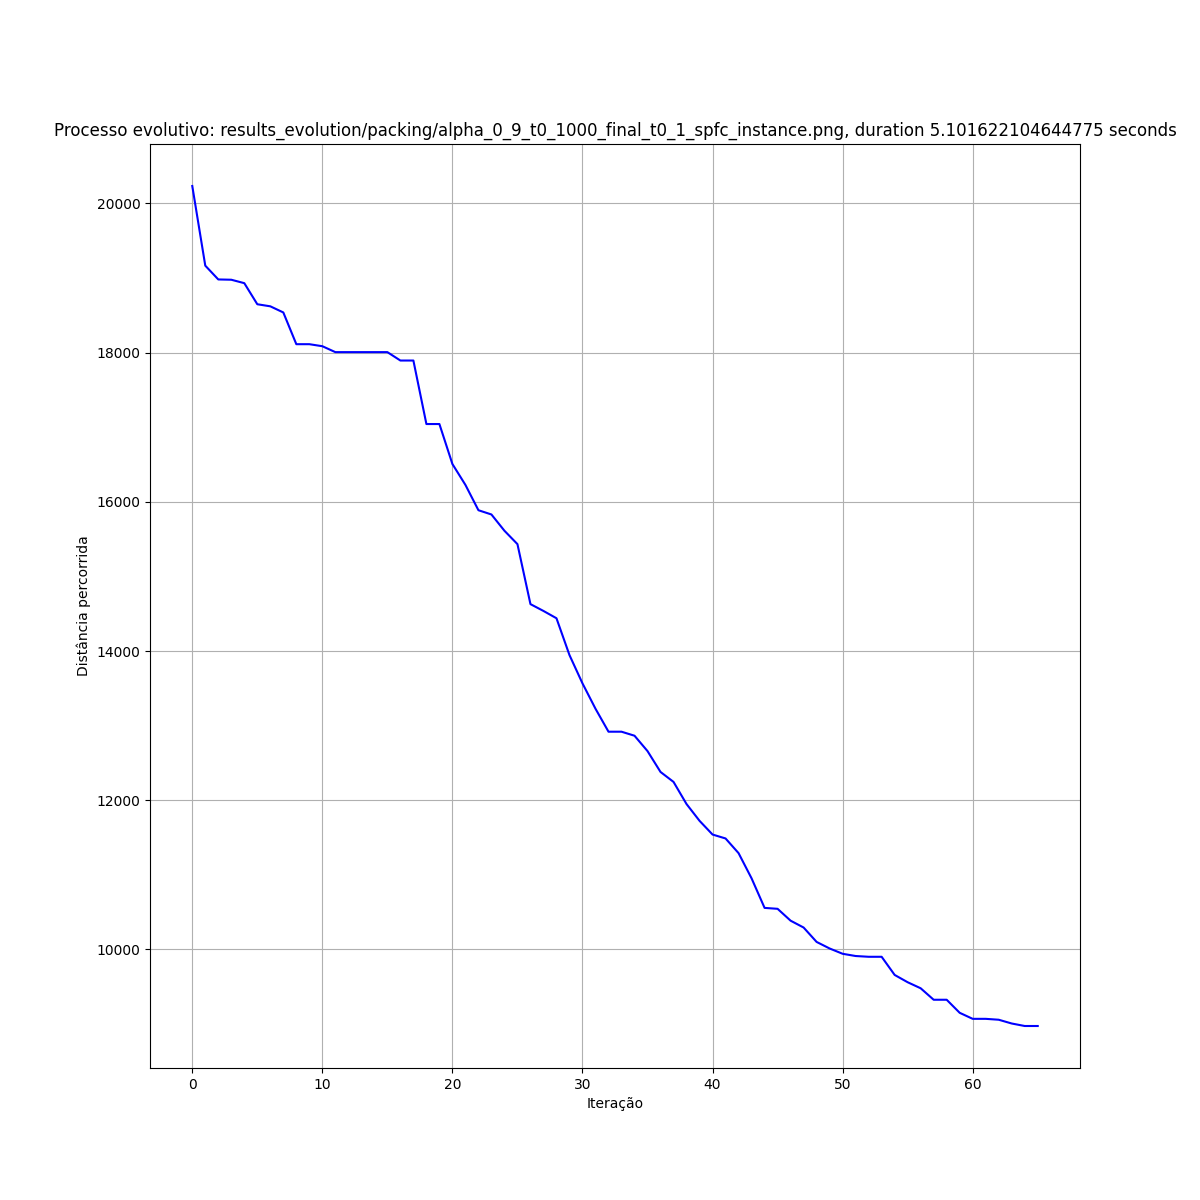 Processo evolutivo: results_evolution/packing/alpha_0_9_t0_1000_final_t0_1_spfc_instance.png, duration 5.101622104644775 seconds
20000
18000
16000
14000
12000
10000
Distância percorrida
0 10 20 30 40 50 60
Iteração